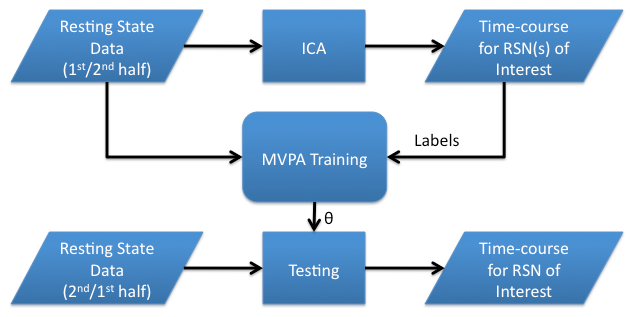 Resting State
Data
(1st/2nd half)
ICA
Time-course
for RSN(s) of
Interest
MVPA Training
Labels
θ
Resting State
Data
(2nd/1st half)
Testing
Time-course
for RSN of
Interest